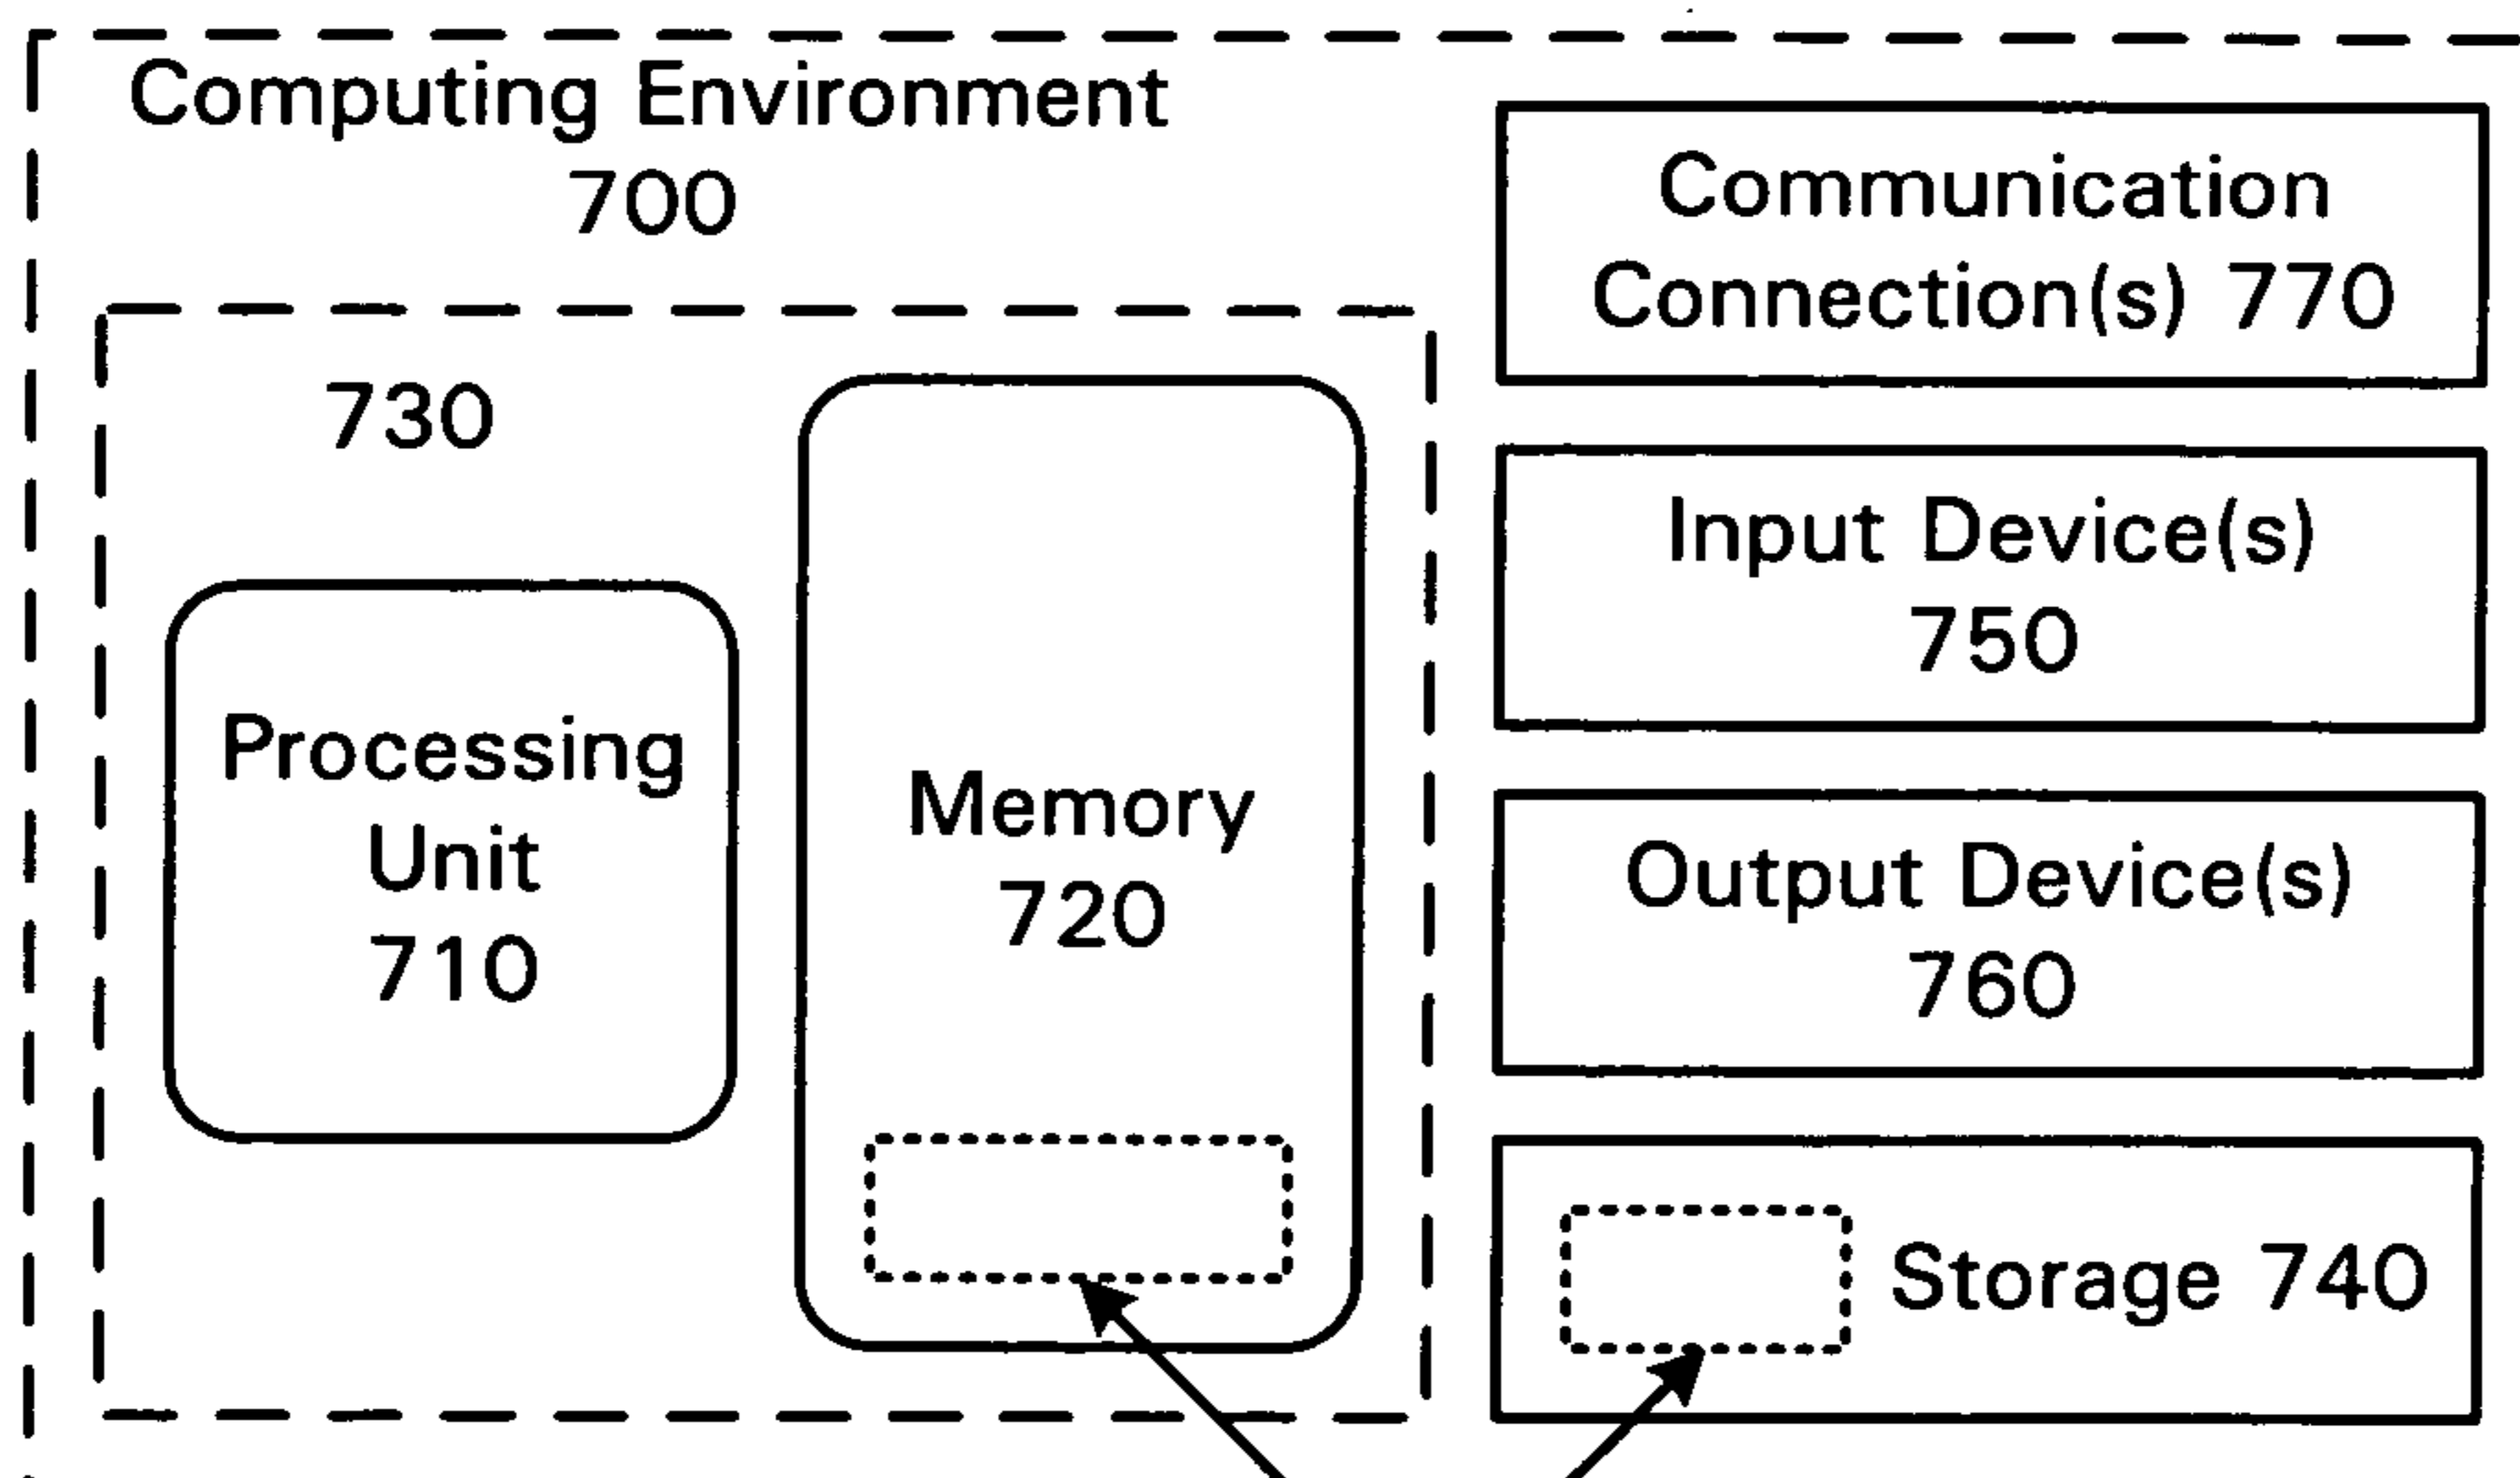 Computing Environment
700
730
Processing
Unit
710
Memory
720
Communication
Connection(s) 770
Input Device(s)
750
Output Device(s)
760
Storage 740